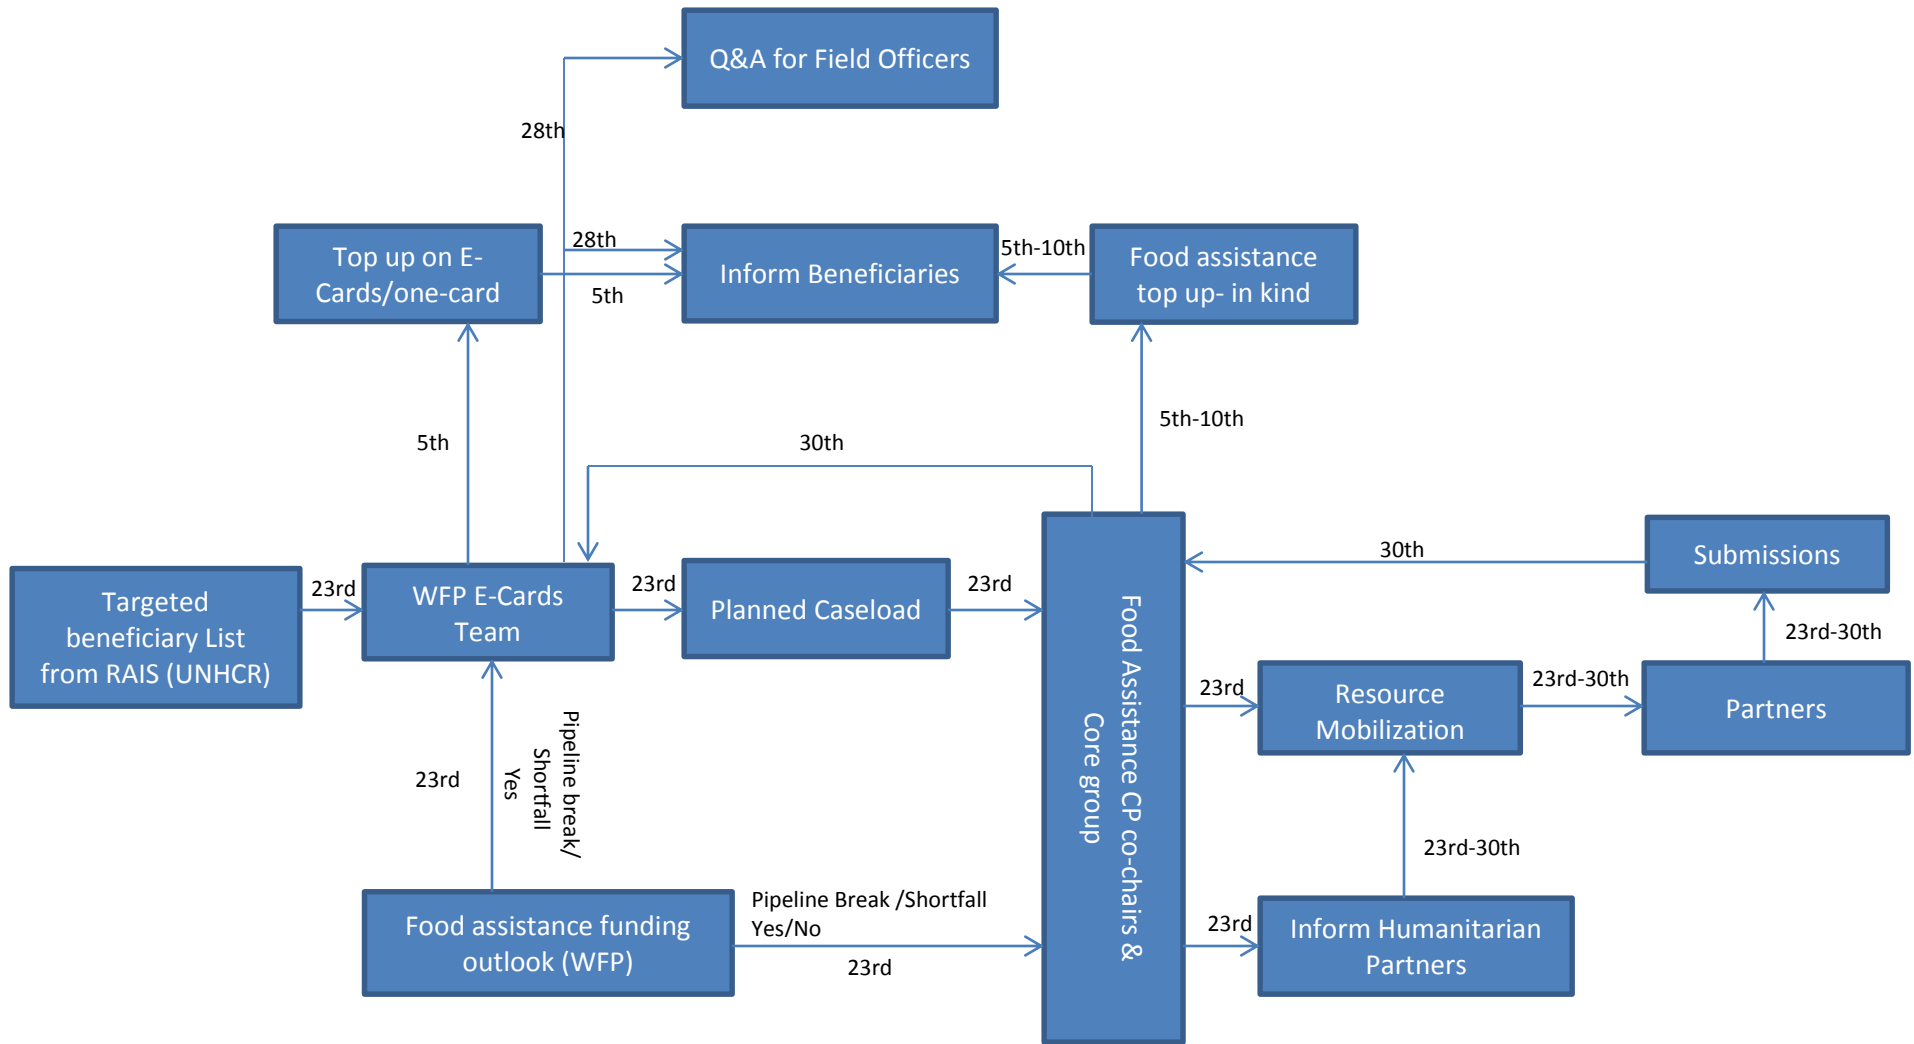 Q&A for Field Officers
28th
Top up on E-
Cards/one-card
28th
5th
Inform Beneficiaries
5th-10th
Food assistance
top up- in kind
5th
30th
5th-10th
Targeted
beneficiary List
from RAIS (UNHCR)
23rd
WFP E-Cards
Team
23rd
Planned Caseload
23rd
Food Assistance CP co-chairs &
Core group
30th
Submissions
23rd-30th
23rd
Resource
Mobilization
23rd-30th
Partners
23rd
Pipeline break/
Shortfall
Yes
23rd-30th
Food assistance funding
outlook (WFP)
Pipeline Break /Shortfall
Yes/No
23rd
23rd
Inform Humanitarian
Partners